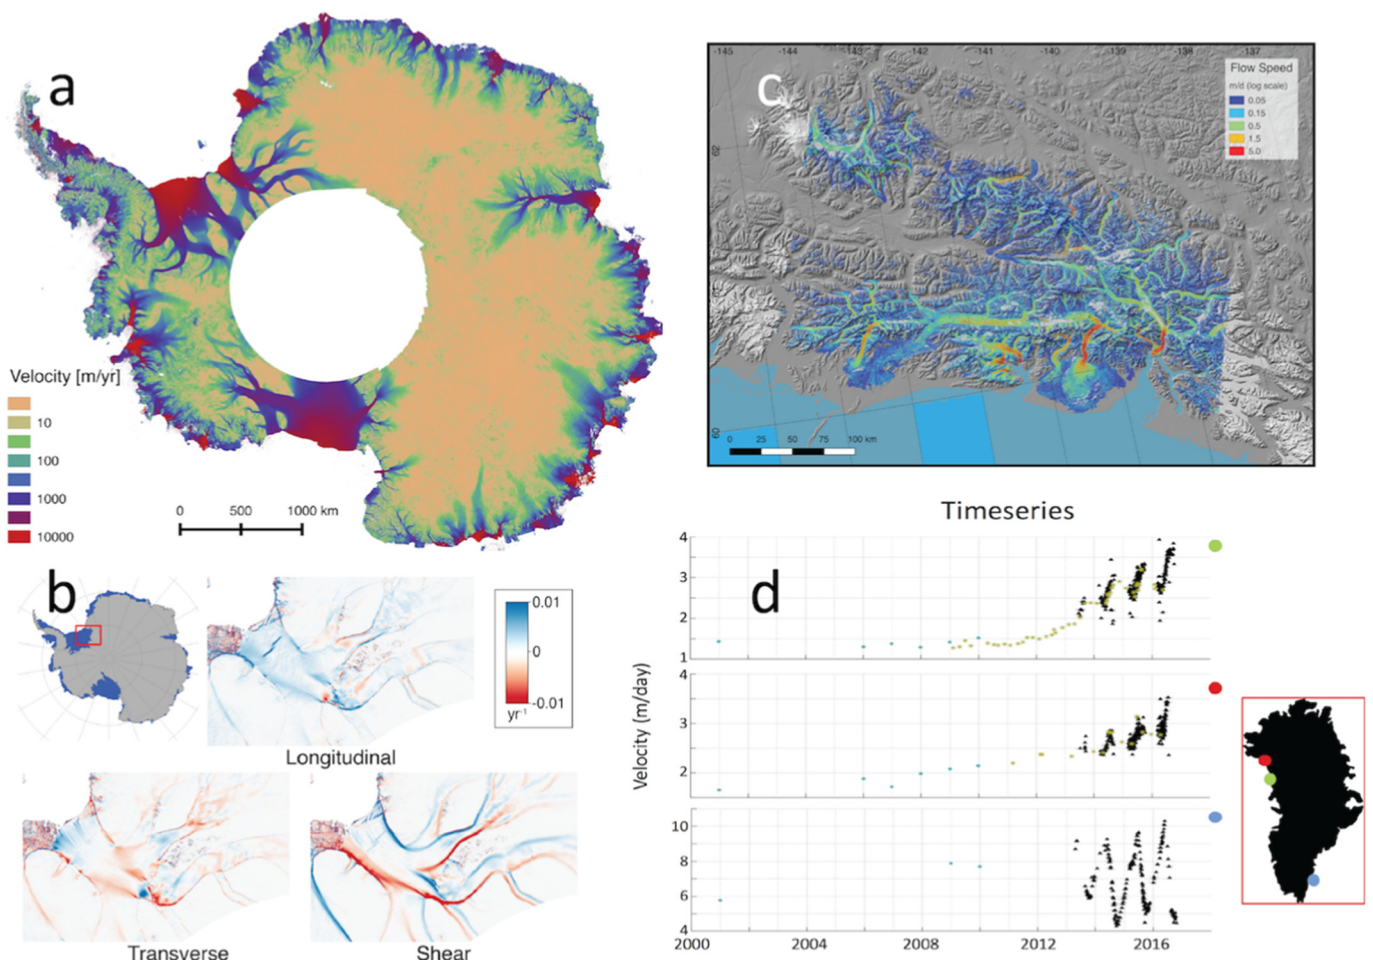 a
Velocity [m/yr]
10
100
1000
10000
0 500 1000 km
b
0.01
0
-0.01
yr⁻¹
Longitudinal
Transverse
Shear
c
-145 -144 -143 -142 -141 -140 -139 -138 -137
Flow Speed
m/d (log scale)
0.05
0.15
0.5
1.5
5.0
62
60
0 25 50 75 100 km
Timeseries
d
Velocity (m/day)
4
3
2
1
4
3
2
10
8
6
4
2000 2004 2008 2012 2016